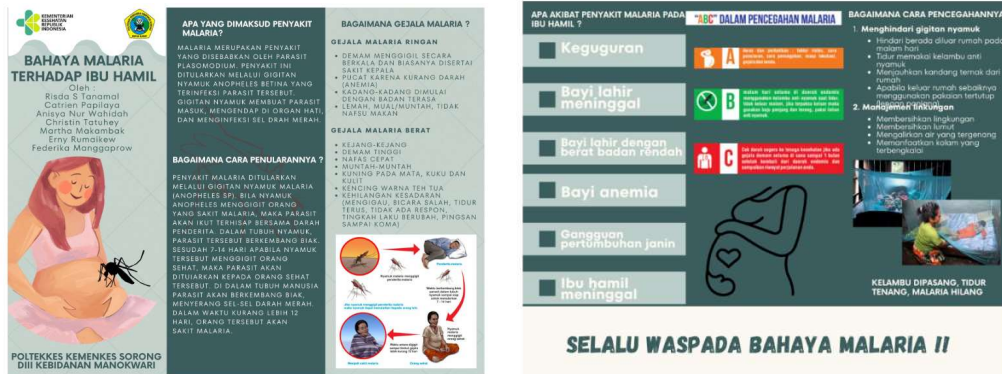 KEMENTERIAN
KESEHATAN
REPUBLIK
INDONESIA
BAHAYA MALARIA
TERHADAP IBU HAMIL
Oleh :
Risda S Tanamal
Catrien Papilaya
Anisya Nur Wahidah
Christin Tatuhey
Martha Makambak
Erny Rumaikew
Federika Manggaprow
POLTEKKES KEMENKES SORONG
DIII KEBIDANAN MANOKWARI
APA YANG DIMAKSUD PENYAKIT
MALARIA?
MALARIA MERUPAKAN PENYAKIT
YANG DISEBABKAN OLEH PARASIT
PLASOMODIUM. PENYAKIT INI
DITULARKAN MELALUI GIGITAN
NYAMUK ANOPHELES BETINA YANG
TERINFEKSI PARASIT TERSEBUT.
GIGITAN NYAMUK MEMBUAT PARASIT
MASUK, MENGENDAP DI ORGAN HATI
DAN MENGINFEKSI SEL DRAH MERAH.
BAGAIMANA CARA PENULARANNYA ?
PENYAKIT MALARIA DITULARKAN
MELALUI GIGITAN NYAMUK MALARIA
(ANOPHELES SP). BILA NYAMUK
ANOPHELES MENGGIGIT ORANG
YANG SAKIT MALARIA, MAKA PARASIT
AKAN IKUT TERHISAP BERSAMA DARAH
PENDERITA. DALAM TUBUH NYAMUK,
PARASIT TERSEBUT BERKEMBANG BIAK.
SESUDAH 7-14 HARI APABILA NYAMUK
TERSEBUT MENGGIGIT ORANG
SEHAT, MAKA PARASIT AKAN
DITULARKAN KEPADA ORANG SEHAT
TERSEBUT. DI DALAM TUBUH MANUSIA
PARASIT AKAN BERKEMBANG BIAK,
MENYERANG SEL-SEL DARAH MERAH.
DALAM WAKTU KURANG LEBIH 12
HARI, ORANG TERSEBUT AKAN
SAKIT MALARIA.
BAGAIMANA GEJALA MALARIA ?
GEJALA MALARIA RINGAN
DEMAM MENGGIGIL SECARA
BERKALA DAN BIASANYA DISERTAI
SAKIT KEPALA
PUCAT KARENA KURANG DARAH
(ANEMIA)
KADANG-KADANG DIMULAI
DENGAN BADAN TERASA
LEMAH, MUAL/MUNTAH, TIDAK
NAFSU MAKAN
GEJALA MALARIA BERAT
KEJANG-KEJANG
DEMAM TINGGI
NAFAS CEPAT
MUNTAH-MUNTAH
KUNING PADA MATA, KUKU DAN
KULIT
KENCING WARNA TEH TUA
KEHILANGAN KESADARAN
(MENGIGAU, BICARA SALAH, TIDUR
TERUS, TIDAK ADA RESPON,
TINGKAH LAKU BERUBAH, PINGSAN
SAMPAI KOMA)
APA AKIBAT PENYAKIT MALARIA PADA
IBU HAMIL ?
Keguguran
Bayi lahir
meninggal
Bayi lahir dengan
berat badan rendah
Bayi anemia
Gangguan
pertumbuhan janin
Ibu hamil
meninggal
"ABC" DALAM PENCEGAHAN MALARIA
A
B
C
BAGAIMANA CARA PENCEGAHANNYA
1. Menghindari gigitan nyamuk
Hindari berada diluar rumah pada
malam hari
Tidur memakai kelambu anti
nyamuk
Menjauhkan kandang ternak dari
rumah
Apabila keluar rumah sebaiknya
menggunakan pakaian tertutup
2. Manajemen lingkungan
Membersihkan lingkungan
Membersihkan lumut
Mengalirkan air yang tergenang
Memanfaatkan kolam yang
terbengkalai
KELAMBU DIPASANG, TIDUR
TENANG, MALARIA HILANG
SELALU WASPADA BAHAYA MALARIA !!